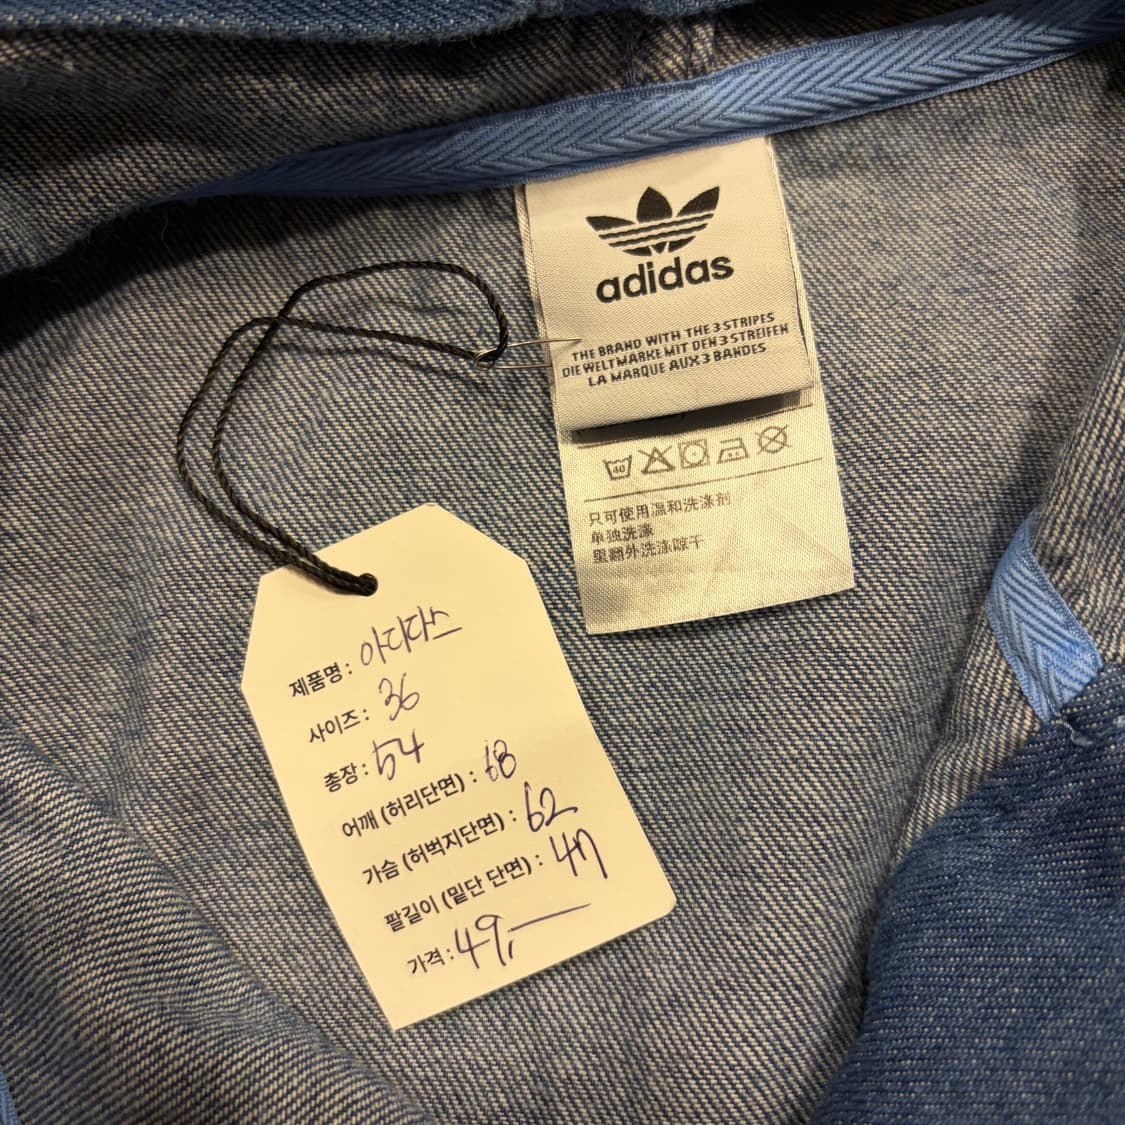 adidas
THE BRAND WITH THE 3 STRIPES
DIE WELTMARKE MIT DEN 3 STREIFEN
LA MARQUE AUX 3 BANDES
40
只可使用温和洗涤剂
单独洗涤
里翻外洗涤晾干
제품명: 아디다스
사이즈: 36
총장: 54
어깨 (허리단면) : 68
가슴 (허벅지단면) : 62
팔길이 (밑단 단면) : 47
가격: 49,—